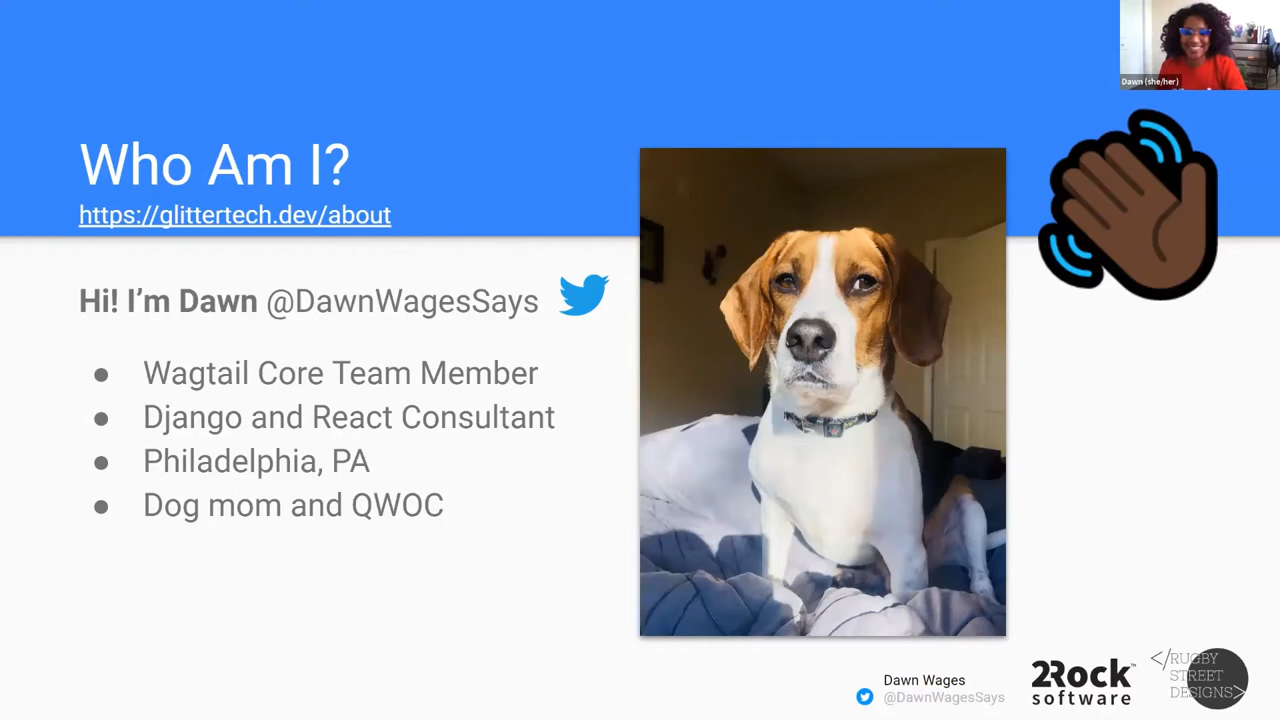 Dawn (she/her)
Who Am I?
https://glittertech.dev/about
Hi! I’m Dawn @DawnWagesSays
● Wagtail Core Team Member
● Django and React Consultant
● Philadelphia, PA
● Dog mom and QWOC
Dawn Wages
@DawnWagesSays
2Rock™
software
</RUGBY
STREET
DESIGNS>